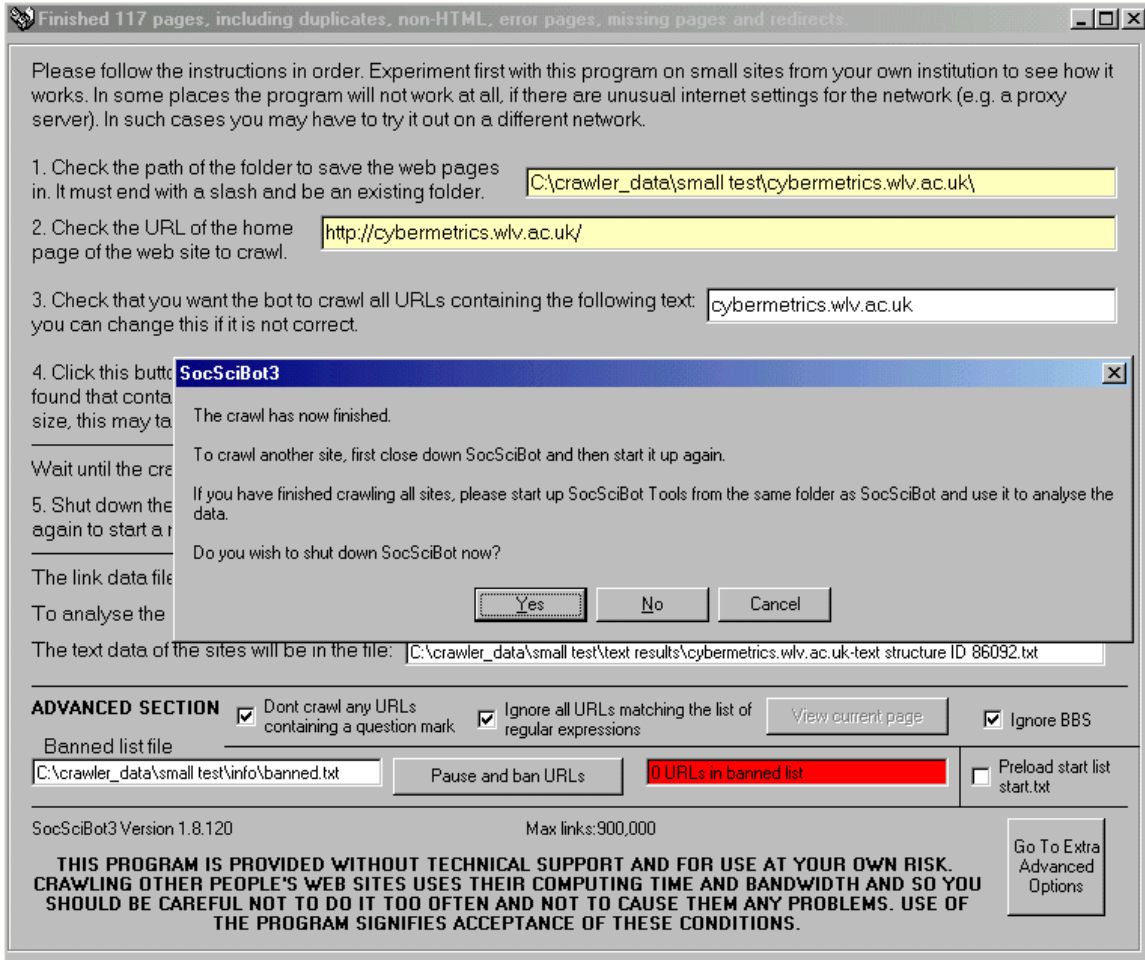 Finished 117 pages, including duplicates, non-HTML, error pages, missing pages and redirects.
Please follow the instructions in order. Experiment first with this program on small sites from your own institution to see how it
works. In some places the program will not work at all, if there are unusual internet settings for the network (e.g. a proxy
server). In such cases you may have to try it out on a different network.
1. Check the path of the folder to save the web pages
in. It must end with a slash and be an existing folder.
C:\crawler_data\small test\cybermetrics.wlv.ac.uk\
2. Check the URL of the home
page of the web site to crawl.
http://cybermetrics.wlv.ac.uk/
3. Check that you want the bot to crawl all URLs containing the following text:
you can change this if it is not correct.
cybermetrics.wlv.ac.uk
4. Click this butto
found that conta
size, this may ta
SocSciBot3
The crawl has now finished.
To crawl another site, first close down SocSciBot and then start it up again.
If you have finished crawling all sites, please start up SocSciBot Tools from the same folder as SocSciBot and use it to analyse the
data.
Do you wish to shut down SocSciBot now?
Yes
No
Cancel
Wait until the cra
5. Shut down the
again to start a
The link data file
To analyse the
The text data of the sites will be in the file:
C:\crawler_data\small test\text results\cybermetrics.wlv.ac.uk-text structure ID 86092.txt
ADVANCED SECTION
Dont crawl any URLs
containing a question mark
Ignore all URLs matching the list of
regular expressions
View current page
Ignore BBS
Banned list file
C:\crawler_data\small test\info\banned.txt
Pause and ban URLs
0 URLs in banned list
Preload start list
start.txt
SocSciBot3 Version 1.8.120
Max links:900,000
Go To Extra
Advanced
Options
THIS PROGRAM IS PROVIDED WITHOUT TECHNICAL SUPPORT AND FOR USE AT YOUR OWN RISK.
CRAWLING OTHER PEOPLE'S WEB SITES USES THEIR COMPUTING TIME AND BANDWIDTH AND SO YOU
SHOULD BE CAREFUL NOT TO DO IT TOO OFTEN AND NOT TO CAUSE THEM ANY PROBLEMS. USE OF
THE PROGRAM SIGNIFIES ACCEPTANCE OF THESE CONDITIONS.